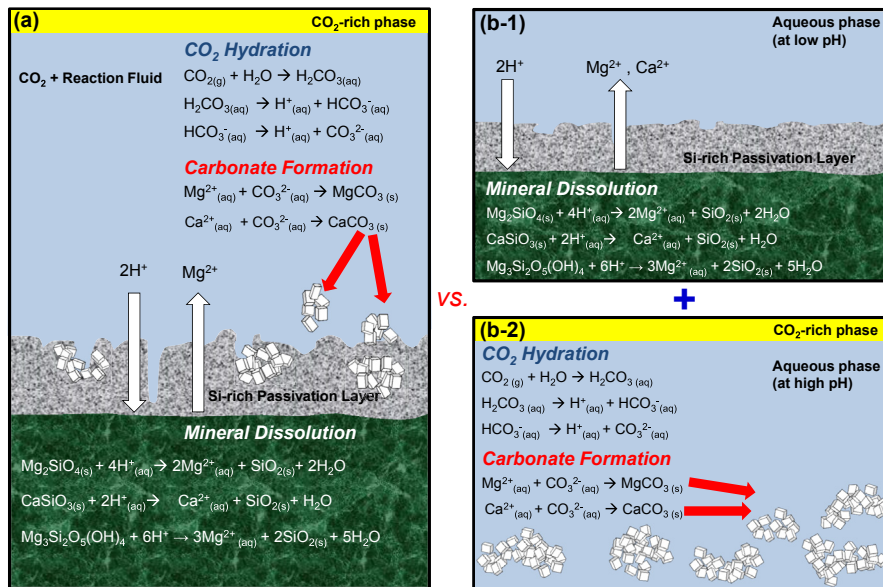 (a)
CO₂-rich phase
CO₂ Hydration
CO₂₍g₎ + H₂O → H₂CO₃₍aq₎
CO₂ + Reaction Fluid
H₂CO₃₍aq₎ → H⁺₍aq₎ + HCO₃⁻₍aq₎
HCO₃⁻₍aq₎ → H⁺₍aq₎ + CO₃²⁻₍aq₎
Carbonate Formation
Mg²⁺₍aq₎ + CO₃²⁻₍aq₎ → MgCO₃ ₍s₎
Ca²⁺₍aq₎ + CO₃²⁻₍aq₎ → CaCO₃ ₍s₎
2H⁺
Mg²⁺
Si-rich Passivation Layer
Mineral Dissolution
Mg₂SiO₄₍s₎ + 4H⁺₍aq₎ → 2Mg²⁺₍aq₎ + SiO₂₍s₎ + 2H₂O
CaSiO₃₍s₎ + 2H⁺₍aq₎ → Ca²⁺₍aq₎ + SiO₂₍s₎ + H₂O
Mg₃Si₂O₅(OH)₄ + 6H⁺ → 3Mg²⁺₍aq₎ + 2SiO₂₍s₎ + 5H₂O
vs.
(b-1)
Aqueous phase
(at low pH)
2H⁺
Mg²⁺ , Ca²⁺
Si-rich Passivation Layer
Mineral Dissolution
Mg₂SiO₄₍s₎ + 4H⁺₍aq₎ → 2Mg²⁺₍aq₎ + SiO₂₍s₎ + 2H₂O
CaSiO₃₍s₎ + 2H⁺₍aq₎ → Ca²⁺₍aq₎ + SiO₂₍s₎ + H₂O
Mg₃Si₂O₅(OH)₄ + 6H⁺ → 3Mg²⁺₍aq₎ + 2SiO₂₍s₎ + 5H₂O
+
(b-2)
CO₂-rich phase
CO₂ Hydration
Aqueous phase
(at high pH)
CO₂ ₍g₎ + H₂O → H₂CO₃ ₍aq₎
H₂CO₃ ₍aq₎ → H⁺₍aq₎ + HCO₃⁻₍aq₎
HCO₃⁻₍aq₎ → H⁺₍aq₎ + CO₃²⁻₍aq₎
Carbonate Formation
Mg²⁺₍aq₎ + CO₃²⁻₍aq₎ → MgCO₃ ₍s₎
Ca²⁺₍aq₎ + CO₃²⁻₍aq₎ → CaCO₃ ₍s₎